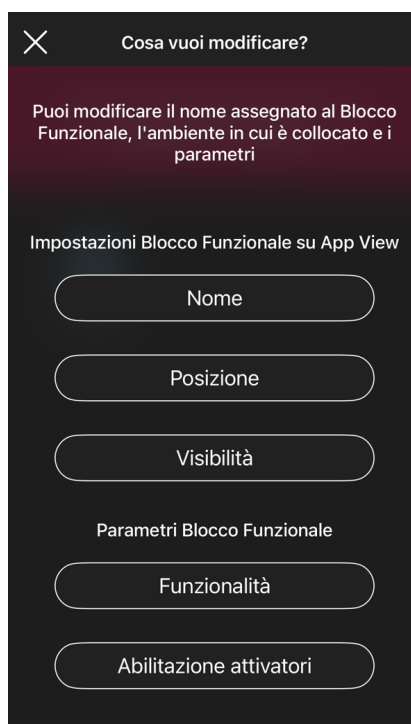 Cosa vuoi modificare?
Puoi modificare il nome assegnato al Blocco
Funzionale, l'ambiente in cui è collocato e i
parametri
Impostazioni Blocco Funzionale su App View
Nome
Posizione
Visibilità
Parametri Blocco Funzionale
Funzionalità
Abilitazione attivatori